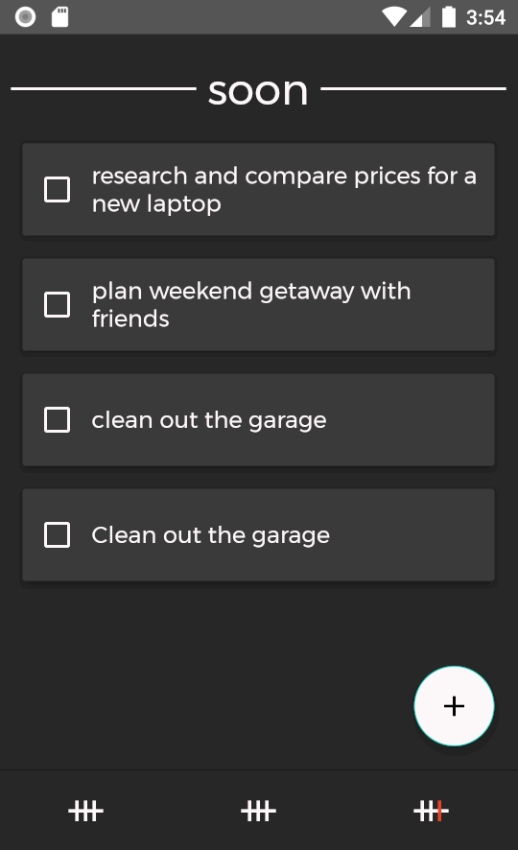 3:54
soon
research and compare prices for a
new laptop
plan weekend getaway with
friends
clean out the garage
Clean out the garage
+